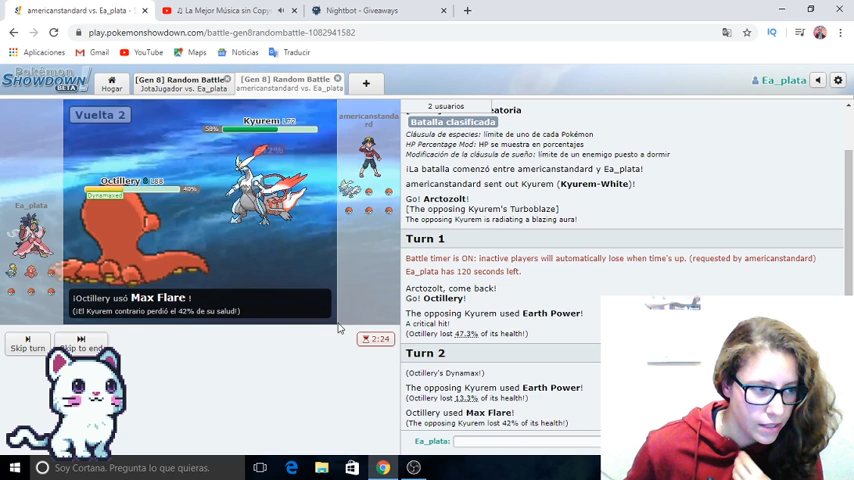 americanstandard vs. Ea_plata
La Mejor Música sin Copy
Nightbot - Giveaways
play.pokemonshowdown.com/battle-gen8randombattle-1082941582
Aplicaciones
Gmail
YouTube
Maps
Noticias
Traducir
Pokémon
SHOWDOWN
BETA
Hogar
[Gen 8] Random Battle
JotaJugador vs. Ea_plata
[Gen 8] Random Battle
americanstandard vs. Ea_plata
Ea_plata
Vuelta 2
Kyurem L72
58%
Octillery L88
40%
Dynamaxed
americanstanda
rd
Ea_plata
¡Octillery usó Max Flare !
(¡El Kyurem contrario perdió el 42% de su salud!)
Skip turn
Skip to end
2:24
2 usuarios
eatoria
Batalla clasificada
Cláusula de especies: límite de uno de cada Pokémon
HP Percentage Mod: HP se muestra en porcentajes
Modificación de la cláusula de sueño: límite de un enemigo puesto a dormir
¡La batalla comenzó entre americanstandard y Ea_plata!
americanstandard sent out Kyurem (Kyurem-White)!
Go! Arctozolt!
[The opposing Kyurem's Turboblaze]
The opposing Kyurem is radiating a blazing aura!
Turn 1
Battle timer is ON: inactive players will automatically lose when time's up. (requested by americanstandard)
Ea_plata has 120 seconds left.
Arctozolt, come back!
Go! Octillery!
The opposing Kyurem used Earth Power!
A critical hit!
(Octillery lost 47.3% of its health!)
Turn 2
(Octillery's Dynamax!)
The opposing Kyurem used Earth Power!
(Octillery lost 13.3% of its health!)
Octillery used Max Flare!
(The opposing Kyurem lost 42% of its health!)
Ea_plata:
Soy Cortana. Pregunta lo que quieras.